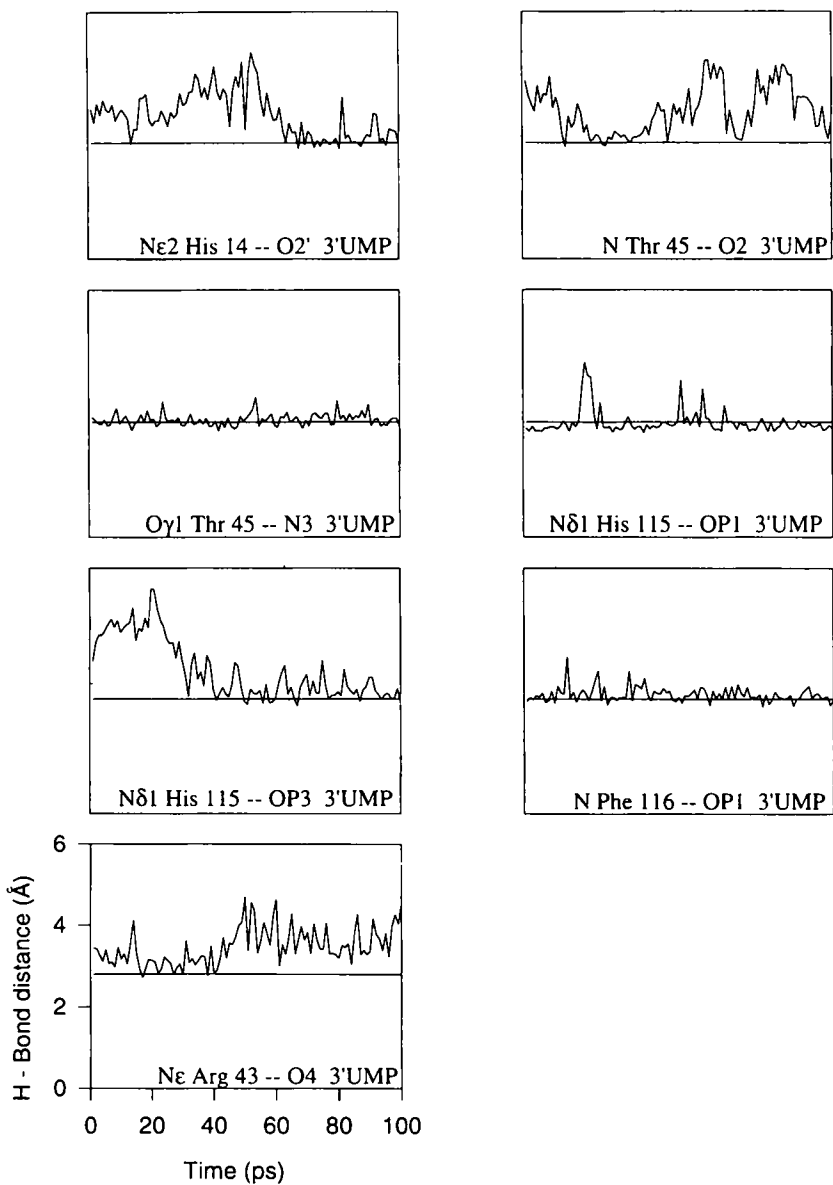 Nε2 His 14 -- O2' 3'UMP
N Thr 45 -- O2 3'UMP
Oγ1 Thr 45 -- N3 3'UMP
Nδ1 His 115 -- OP1 3'UMP
Nδ1 His 115 -- OP3 3'UMP
N Phe 116 -- OP1 3'UMP
H - Bond distance (Å)
6
4
2
0
Nε Arg 43 -- O4 3'UMP
0 20 40 60 80 100
Time (ps)